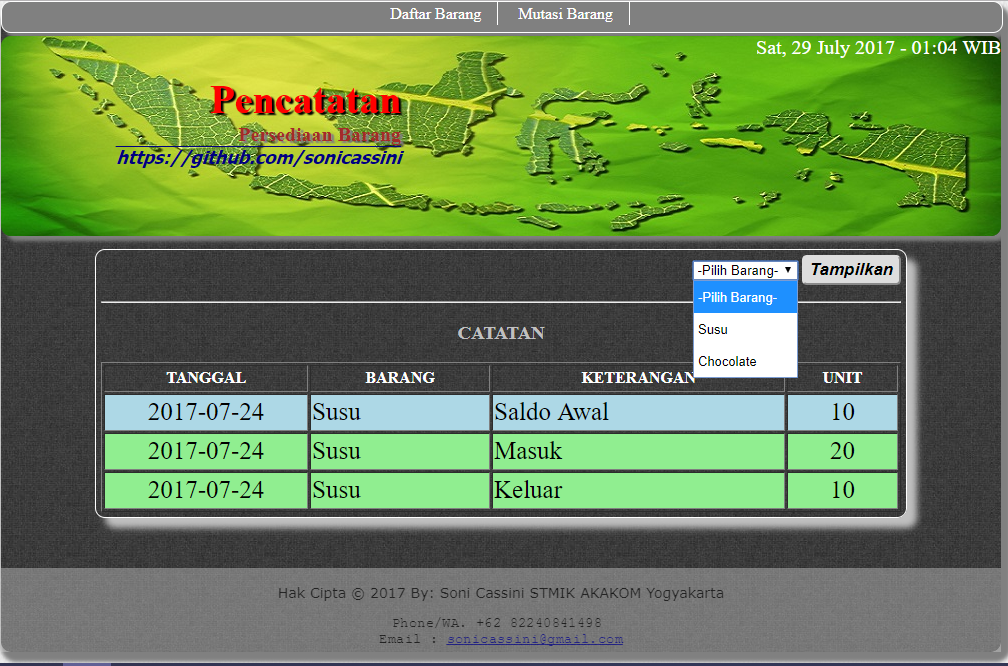 Daftar Barang Mutasi Barang
Sat, 29 July 2017 - 01:04 WIB
Pencatatan
Persediaan Barang
https://github.com/sonicassini
-Pilih Barang- Tampilkan
-Pilih Barang-
Susu
Chocolate
CATATAN
TANGGAL BARANG KETERANGAN UNIT
2017-07-24 Susu Saldo Awal 10
2017-07-24 Susu Masuk 20
2017-07-24 Susu Keluar 10
Hak Cipta © 2017 By: Soni Cassini STMIK AKAKOM Yogyakarta
Phone/WA. +62 82240841498
Email : sonicassini@gmail.com